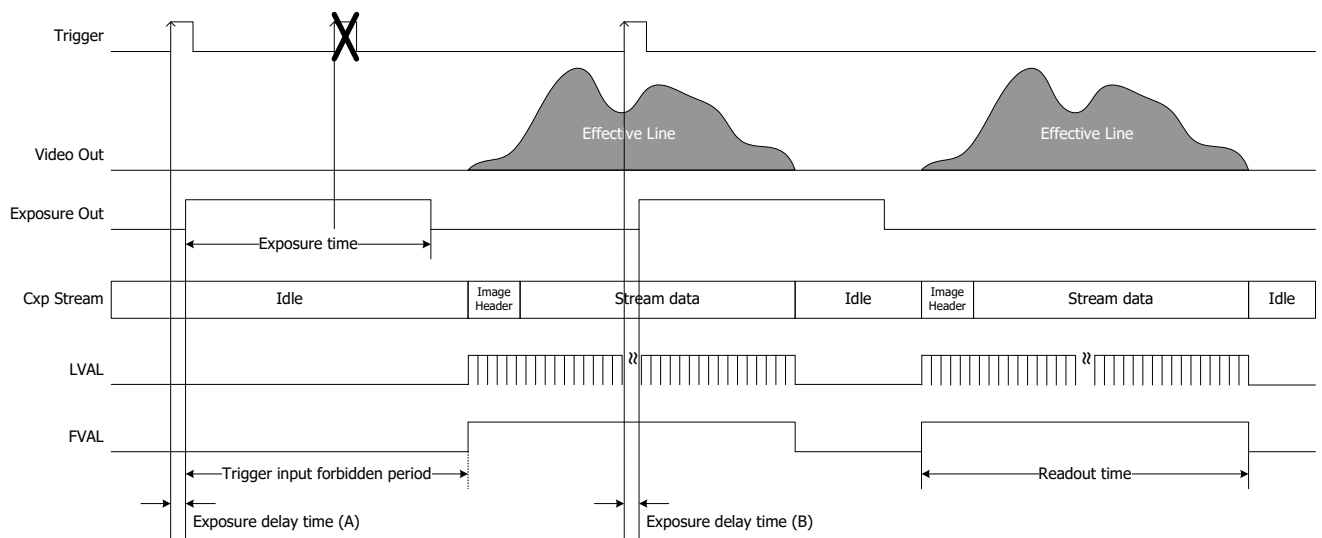 Trigger
Effective Line
Effective Line
Video Out
Exposure Out
Exposure time
Cxp Stream
Idle
Image
Header
Stream data
Idle
Image
Header
Stream data
Idle
LVAL
≈
≈
FVAL
Trigger input forbidden period
Readout time
Exposure delay time (A)
Exposure delay time (B)